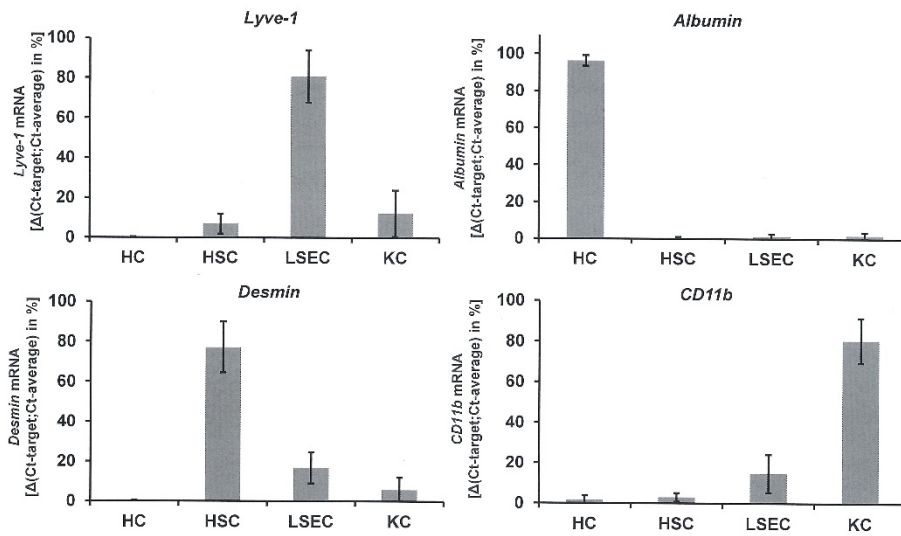 Lyve-1
Lyve-1 mRNA
[Δ(Ct-target;Ct-average) in %]
100
80
60
40
20
0
HC HSC LSEC KC
Albumin
Albumin mRNA
[Δ(Ct-target;Ct-average) in %]
100
80
60
40
20
0
HC HSC LSEC KC
Desmin
Desmin mRNA
[Δ(Ct-target;Ct-average) in %]
100
80
60
40
20
0
HC HSC LSEC KC
CD11b
CD11b mRNA
[Δ(Ct-target;Ct-average) in %]
100
80
60
40
20
0
HC HSC LSEC KC